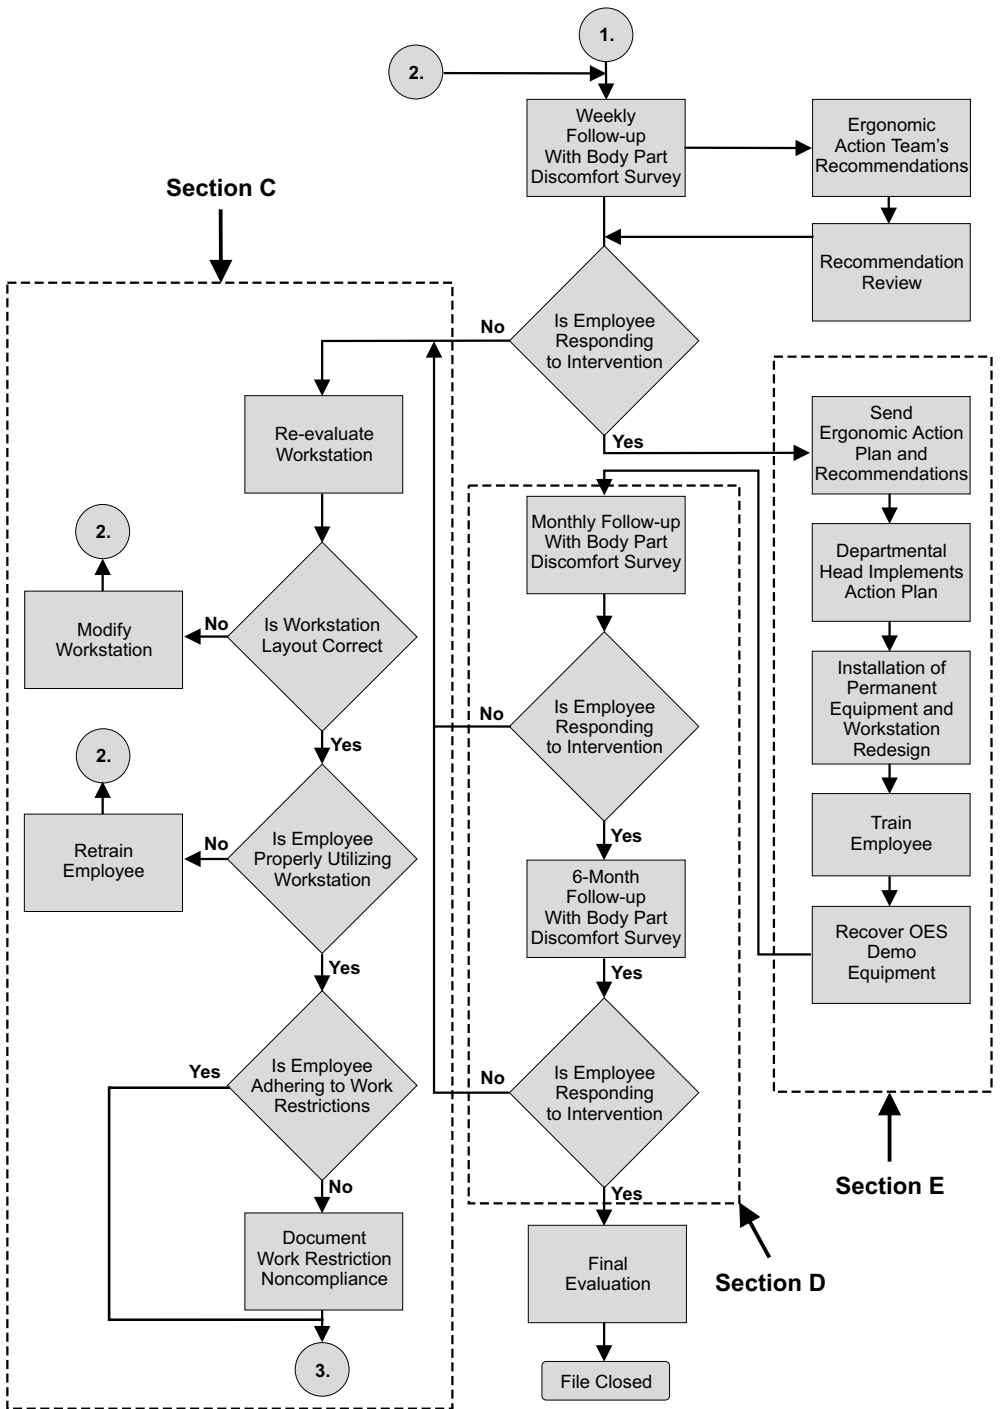 1.
2.
Weekly
Follow-up
With Body Part
Discomfort Survey
Ergonomic
Action Team's
Recommendations
Recommendation
Review
Section C
Is Employee
Responding
to Intervention
No
Yes
Re-evaluate
Workstation
Send
Ergonomic Action
Plan and
Recommendations
2.
Modify
Workstation
No
Is Workstation
Layout Correct
Yes
Monthly Follow-up
With Body Part
Discomfort Survey
Departmental
Head Implements
Action Plan
Is Employee
Responding
to Intervention
No
Yes
Installation of
Permanent
Equipment and
Workstation
Redesign
2.
Retrain
Employee
No
Is Employee
Properly Utilizing
Workstation
Yes
6-Month
Follow-up
With Body Part
Discomfort Survey
Yes
Train
Employee
Recover OES
Demo
Equipment
Yes
Is Employee
Adhering to Work
Restrictions
No
No
Is Employee
Responding
to Intervention
Yes
Section E
Document
Work Restriction
Noncompliance
Final
Evaluation
Section D
3.
File Closed